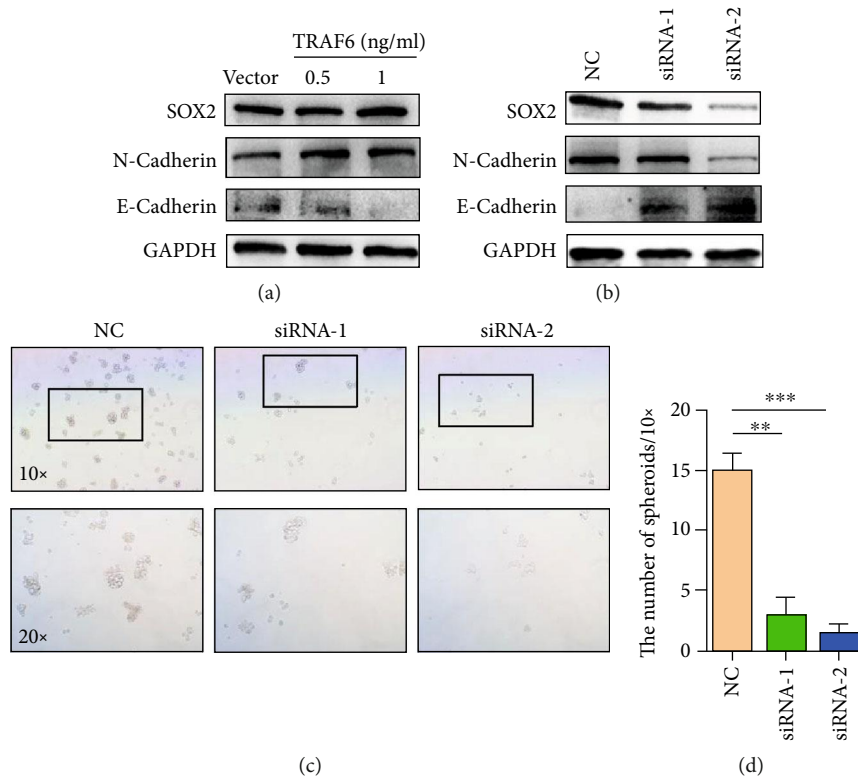 TRAF6 (ng/ml)
Vector 0.5 1
SOX2
N-Cadherin
E-Cadherin
GAPDH
(a)
NC siRNA-1 siRNA-2
SOX2
N-Cadherin
E-Cadherin
GAPDH
(b)
NC siRNA-1 siRNA-2
10×
20×
(c)
The number of spheroids/10×
20
15
10
5
0
***
**
NC siRNA-1 siRNA-2
(d)